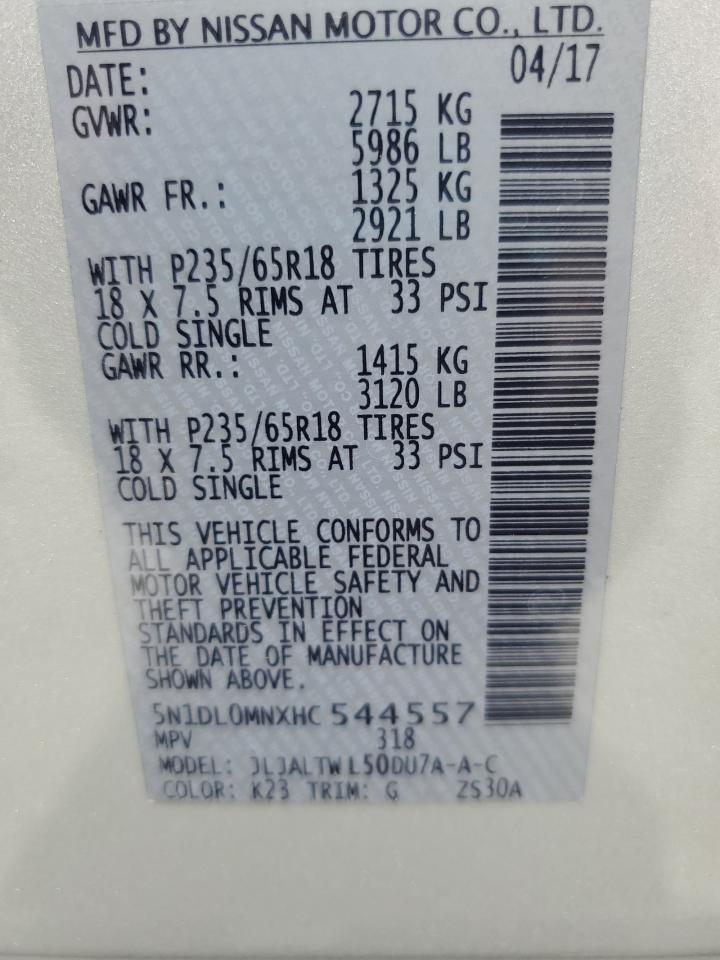 MFD BY NISSAN MOTOR CO., LTD.
DATE: 04/17
GVWR: 2715 KG
5986 LB
GAWR FR.: 1325 KG
2921 LB
WITH P235/65R18 TIRES
18 X 7.5 RIMS AT 33 PSI
COLD SINGLE
GAWR RR.: 1415 KG
3120 LB
WITH P235/65R18 TIRES
18 X 7.5 RIMS AT 33 PSI
COLD SINGLE
THIS VEHICLE CONFORMS TO
ALL APPLICABLE FEDERAL
MOTOR VEHICLE SAFETY AND
THEFT PREVENTION
STANDARDS IN EFFECT ON
THE DATE OF MANUFACTURE
SHOWN ABOVE.
5N1DL0MNXHC 544557
MPV 318
MODEL: JLJALTW L50DU7A-A-C
COLOR: K23 TRIM: G ZS30A